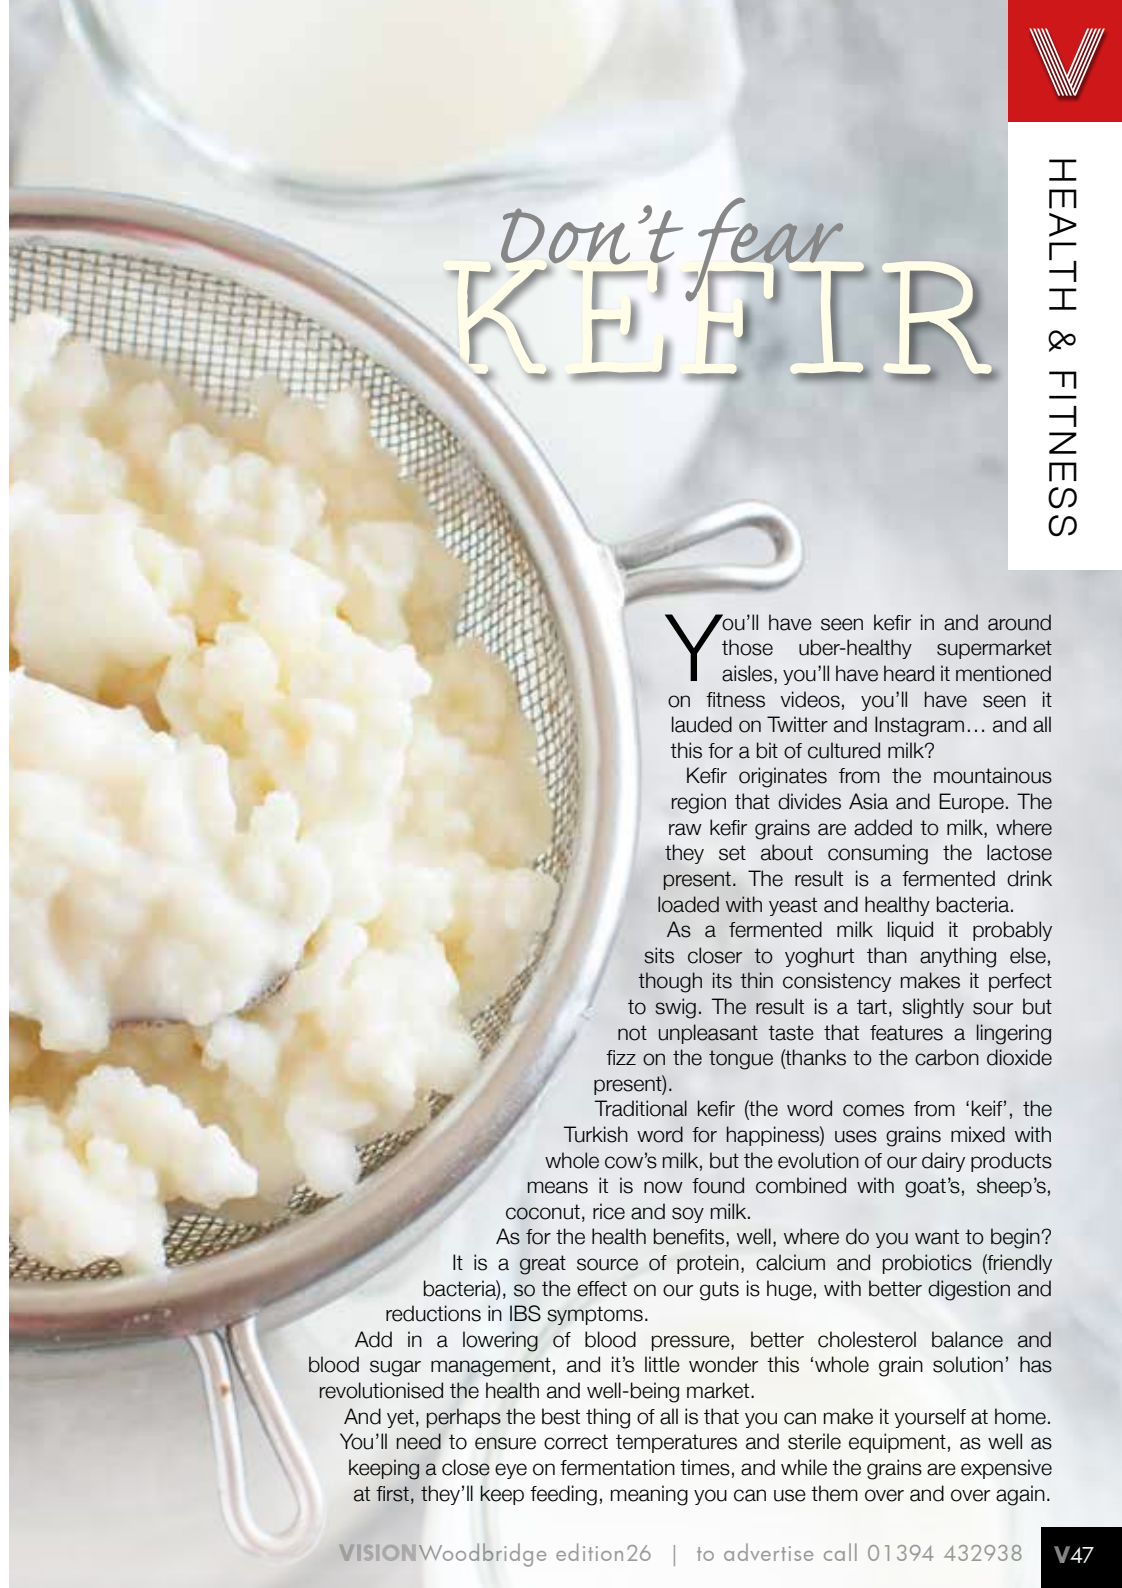 V
HEALTH & FITNESS
Don't fear
KEFIR
You'll have seen kefir in and around
those uber-healthy supermarket
aisles, you'll have heard it mentioned
on fitness videos, you'll have seen it
lauded on Twitter and Instagram… and all
this for a bit of cultured milk?
Kefir originates from the mountainous
region that divides Asia and Europe. The
raw kefir grains are added to milk, where
they set about consuming the lactose
present. The result is a fermented drink
loaded with yeast and healthy bacteria.
As a fermented milk liquid it probably
sits closer to yoghurt than anything else,
though its thin consistency makes it perfect
to swig. The result is a tart, slightly sour but
not unpleasant taste that features a lingering
fizz on the tongue (thanks to the carbon dioxide
present).
Traditional kefir (the word comes from 'keif', the
Turkish word for happiness) uses grains mixed with
whole cow's milk, but the evolution of our dairy products
means it is now found combined with goat's, sheep's,
coconut, rice and soy milk.
As for the health benefits, well, where do you want to begin?
It is a great source of protein, calcium and probiotics (friendly
bacteria), so the effect on our guts is huge, with better digestion and
reductions in IBS symptoms.
Add in a lowering of blood pressure, better cholesterol balance and
blood sugar management, and it's little wonder this 'whole grain solution' has
revolutionised the health and well-being market.
And yet, perhaps the best thing of all is that you can make it yourself at home.
You'll need to ensure correct temperatures and sterile equipment, as well as
keeping a close eye on fermentation times, and while the grains are expensive
at first, they'll keep feeding, meaning you can use them over and over again.
VISIONWoodbridge edition26 | to advertise call 01394 432938 V47